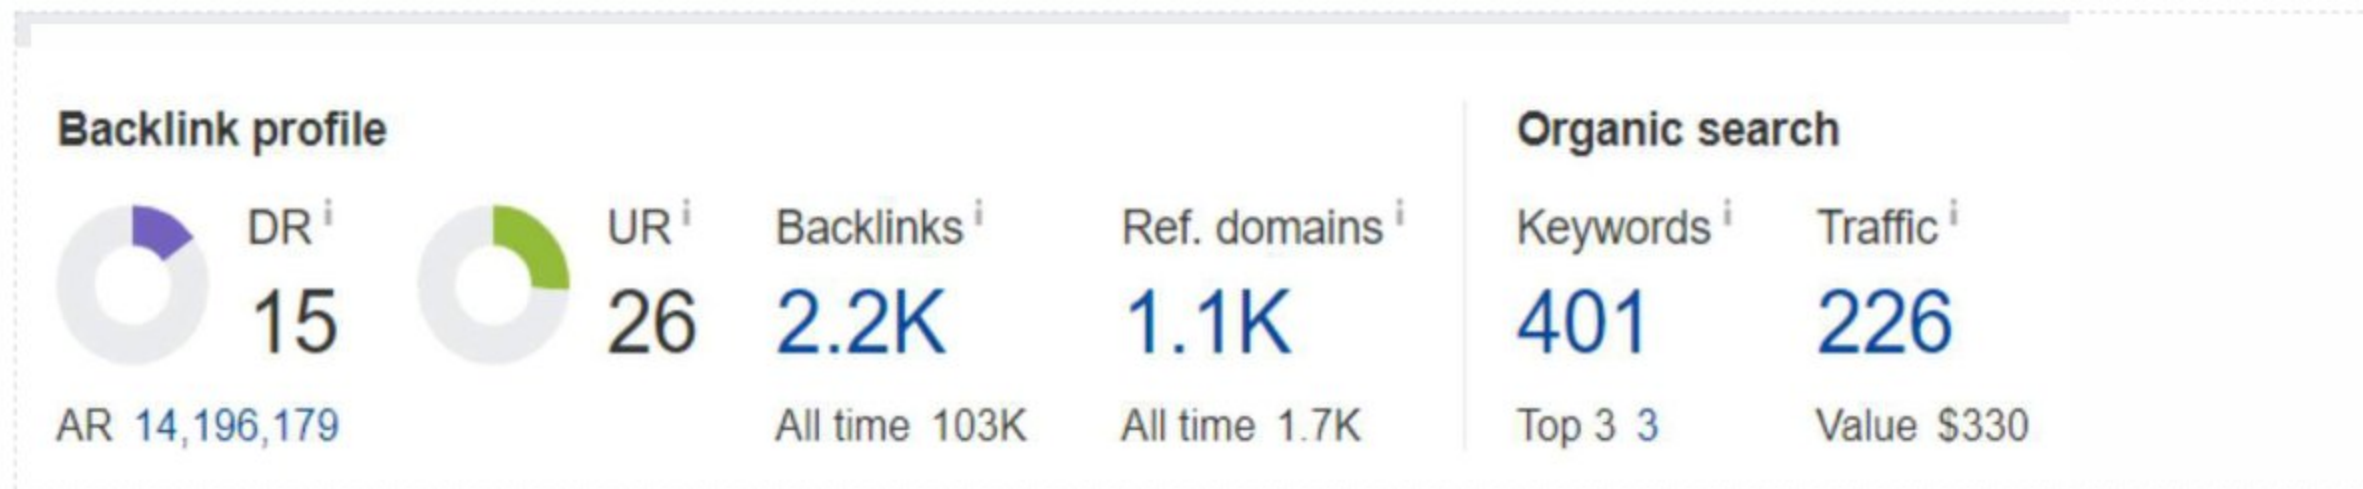 Backlink profile
Organic search
DR i
UR i
Backlinks i
Ref. domains i
Keywords i
Traffic i
15
26
2.2K
1.1K
401
226
AR 14,196,179
All time 103K
All time 1.7K
Top 3 3
Value $330